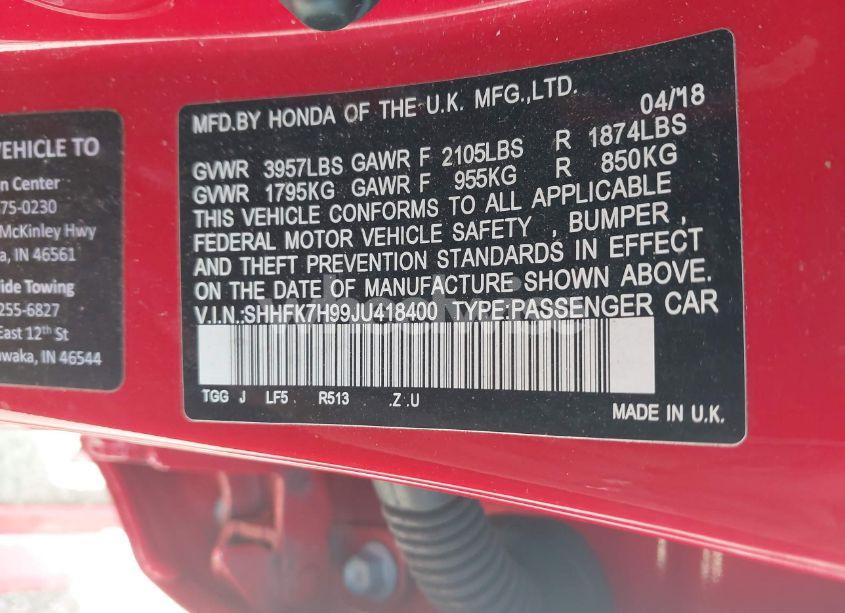 MFD.BY HONDA OF THE U.K. MFG.,LTD. 04/18
GVWR 3957LBS GAWR F 2105LBS R 1874LBS
GVWR 1795KG GAWR F 955KG R 850KG
THIS VEHICLE CONFORMS TO ALL APPLICABLE
FEDERAL MOTOR VEHICLE SAFETY , BUMPER ,
AND THEFT PREVENTION STANDARDS IN EFFECT
ON THE DATE OF MANUFACTURE SHOWN ABOVE.
V.I.N.:SHHFK7H99JU418400 TYPE:PASSENGER CAR
TGG J LF5 R513 .Z .U
MADE IN U.K.
VEHICLE TO
Center
75-0230
McKinley Hwy
, IN 46561
Towing
255-6827
East 12th St
waka, IN 46544